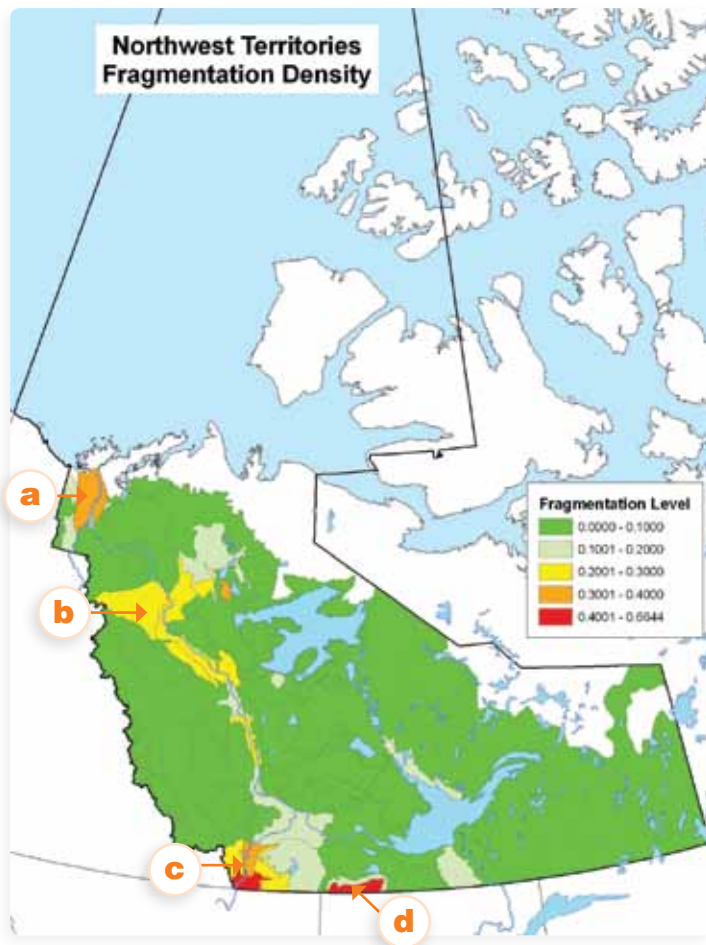 Northwest Territories
Fragmentation Density
a
Fragmentation Level
0.0000 - 0.1000
0.1001 - 0.2000
0.2001 - 0.3000
0.3001 - 0.4000
0.4001 - 0.6644
b
c
d